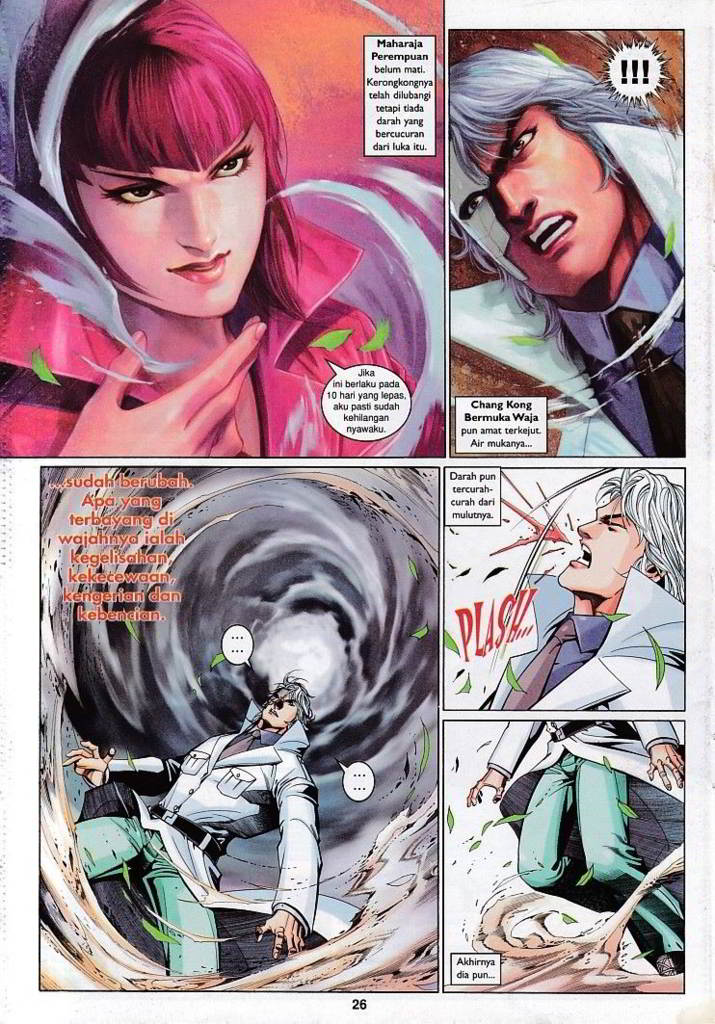 Maharaja
Perempuan
belum mati.
Kerongkongnya
telah dilubangi
tetapi tiada
darah yang
bercucuran
dari luka itu.
Jika
ini berlaku pada
10 hari yang lepas,
aku pasti sudah
kehilangan
nyawaku.
!!!
Chang Kong
Bermuka Waja
pun amat terkejut.
Air mukanya...
...sudah berubah.
Apa yang
terbayang di
wajahnya ialah
kegelisahan,
kekecewaan,
kengerian dan
kebencian.
...
...
...
...
Darah pun
tercurah-
curah dari
mulutnya.
PLASH!...
Akhirnya
dia pun...
26